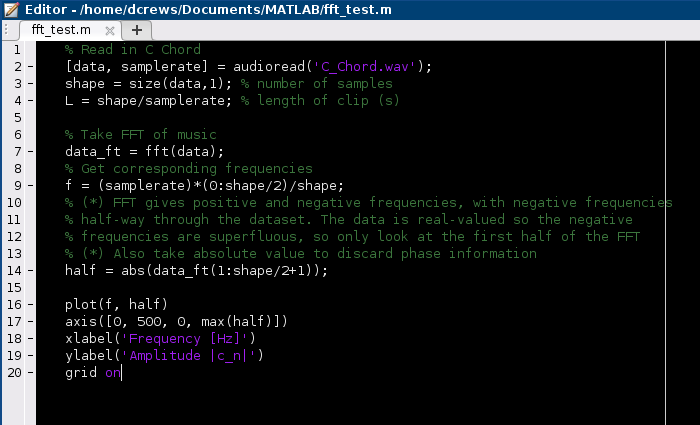 Editor - /home/dcrews/Documents/MATLAB/fft_test.m
fft_test.m × +
1 % Read in C Chord
2 - [data, samplerate] = audioread('C_Chord.wav');
3 - shape = size(data,1); % number of samples
4 - L = shape/samplerate; % length of clip (s)
5
6 % Take FFT of music
7 - data_ft = fft(data);
8 % Get corresponding frequencies
9 - f = (samplerate)*(0:shape/2)/shape;
10 % (*) FFT gives positive and negative frequencies, with negative frequencies
11 % half-way through the dataset. The data is real-valued so the negative
12 % frequencies are superfluous, so only look at the first half of the FFT
13 % (*) Also take absolute value to discard phase information
14 - half = abs(data_ft(1:shape/2+1));
15
16 - plot(f, half)
17 - axis([0, 500, 0, max(half)])
18 - xlabel('Frequency [Hz]')
19 - ylabel('Amplitude |c_n|')
20 - grid on